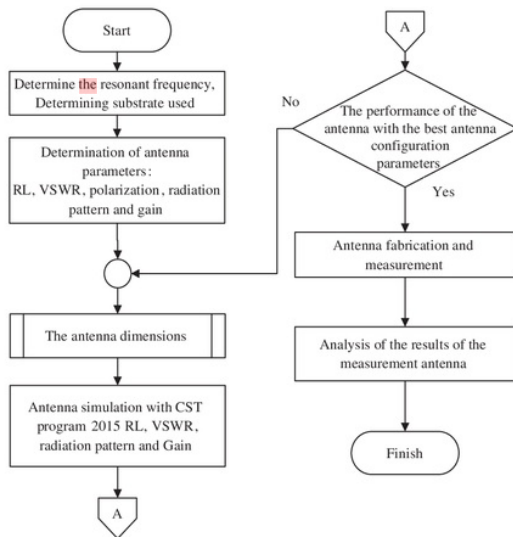 Start
Determine the resonant frequency,
Determining substrate used
Determination of antenna
parameters:
RL, VSWR, polarization, radiation
pattern and gain
The antenna dimensions
Antenna simulation with CST
program 2015 RL, VSWR,
radiation pattern and Gain
A
A
The performance of the
antenna with the best antenna
configuration
parameters
No
Yes
Antenna fabrication and
measurement
Analysis of the results of the
measurement antenna
Finish